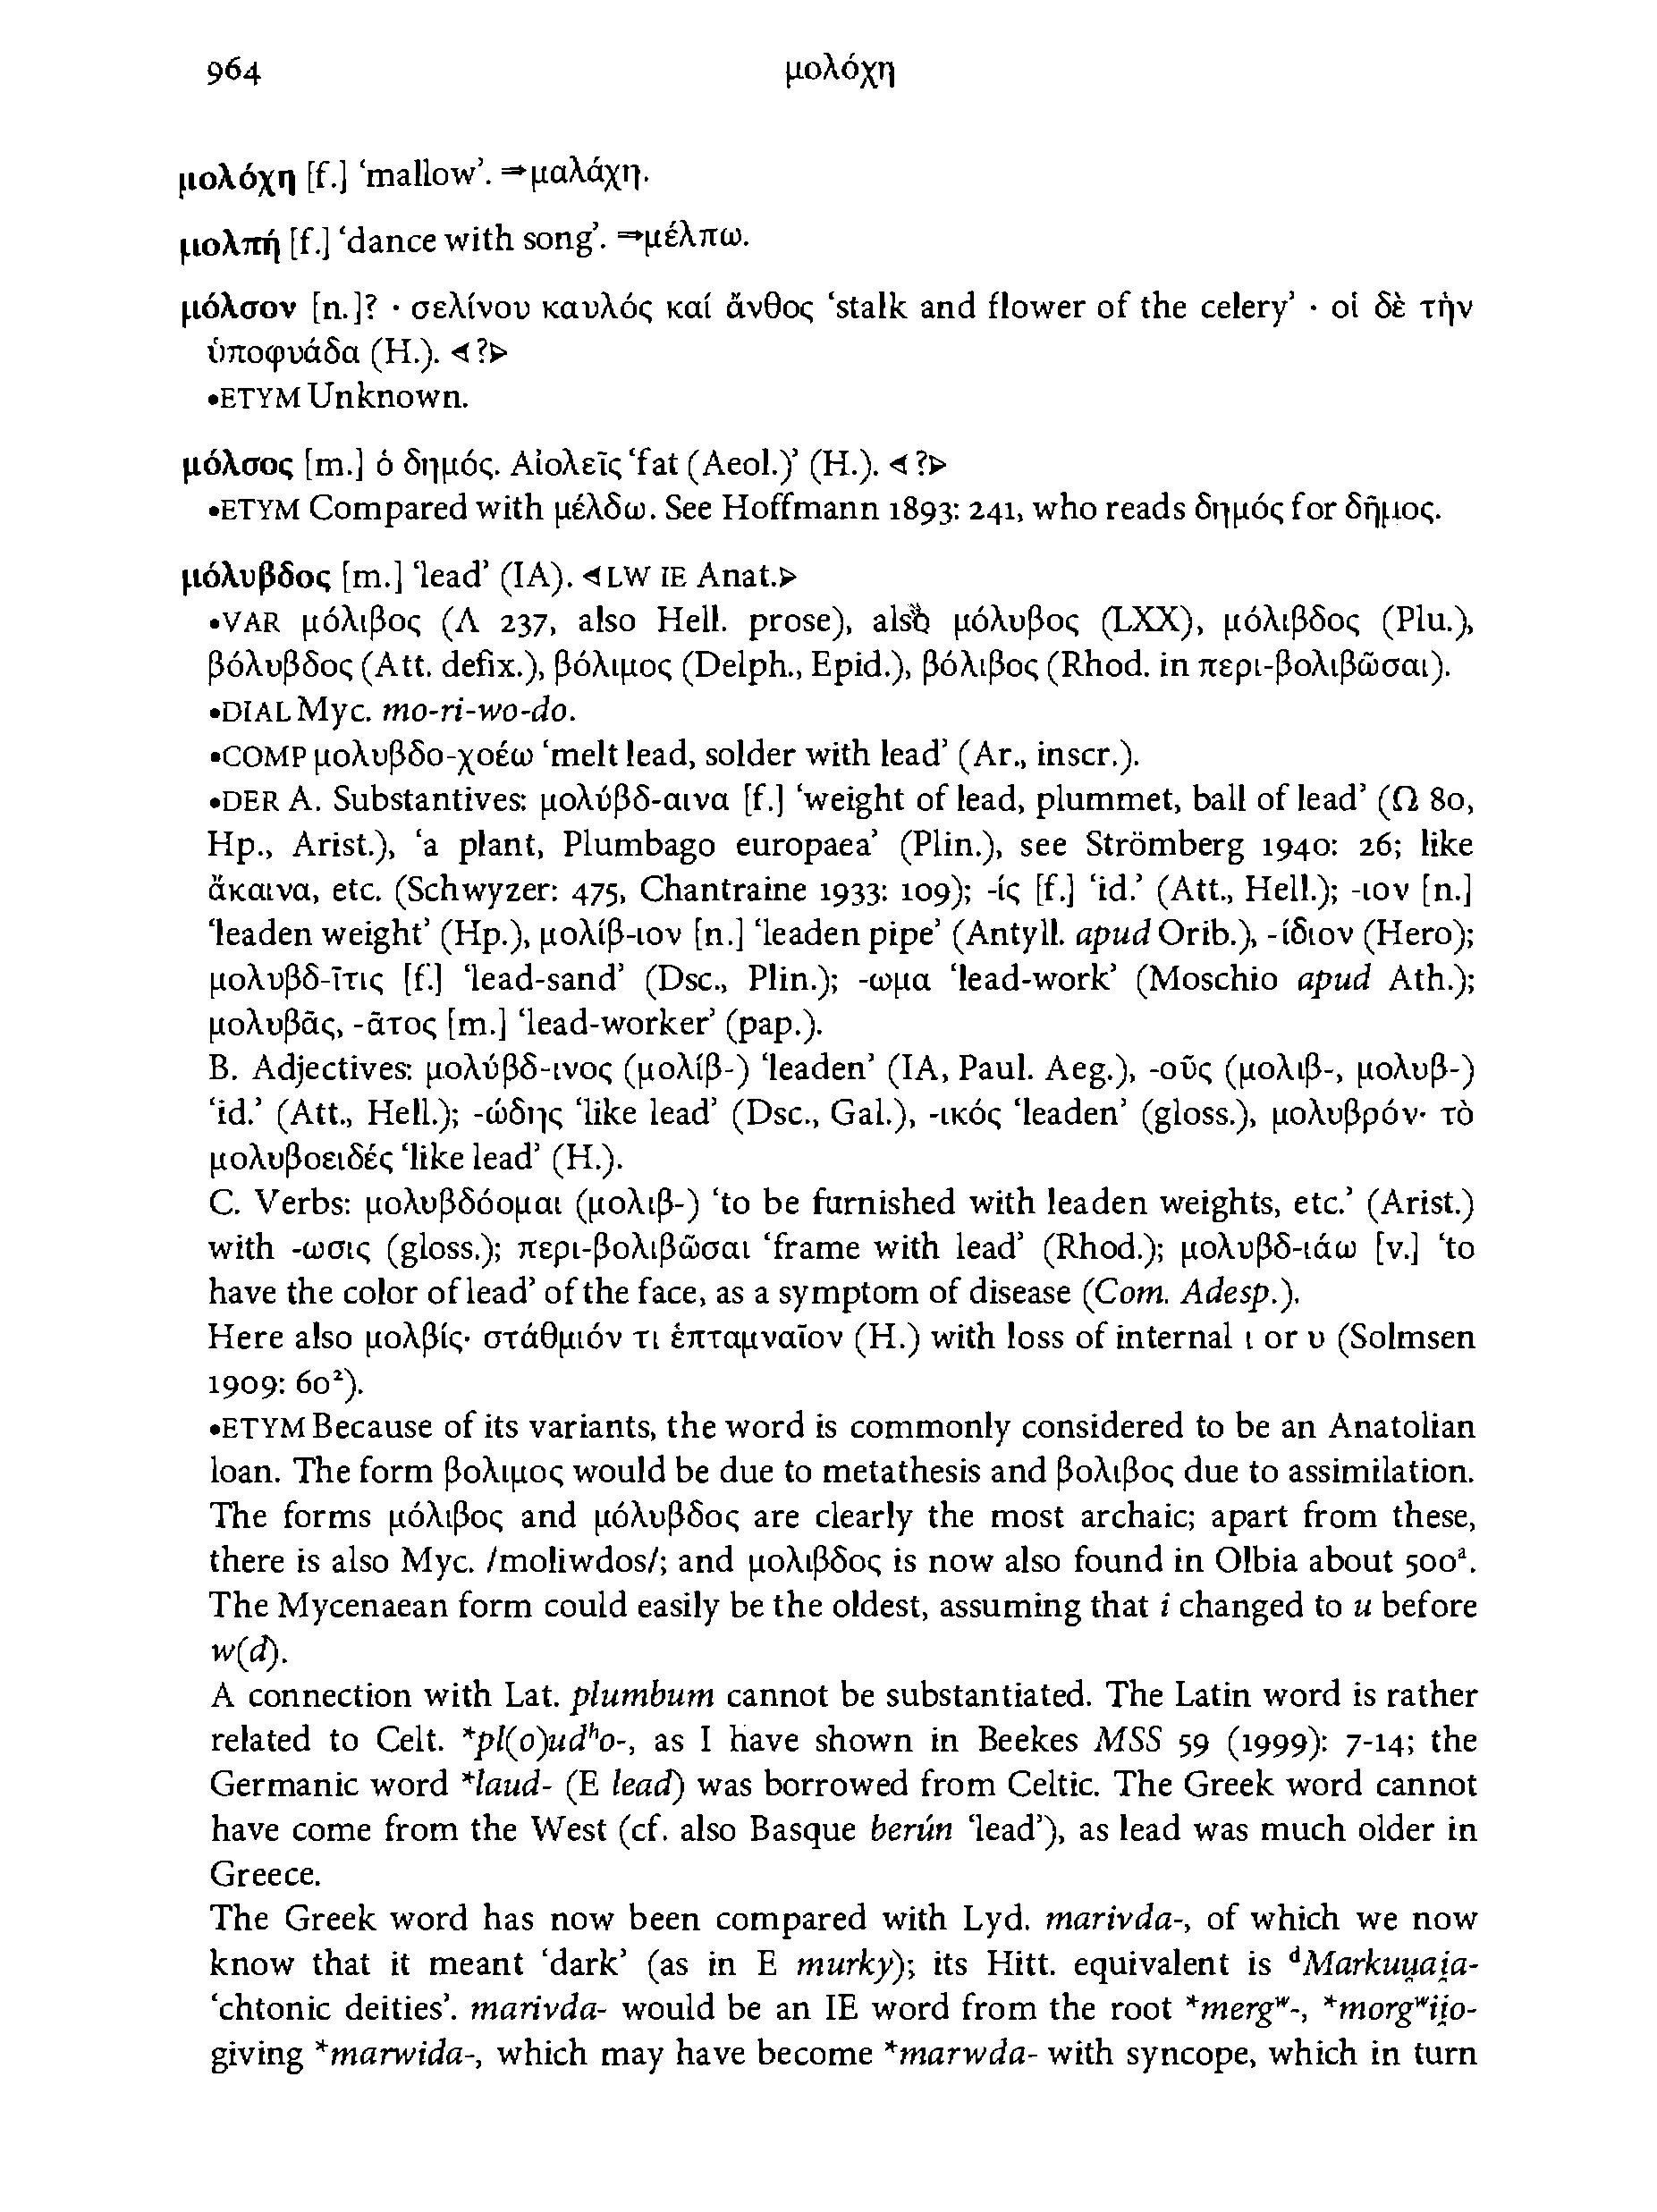 964 μολόχη
μολόχη [f.] ‘mallow’. ⇒μαλάχη.
μολπή [f.] ‘dance with song’. ⇒μέλπω.
μόλσον [n.]? · σελίνου καυλός καί ἄνθος ‘stalk and flower of the celery’ · οἱ δὲ τὴν
ὑποφυάδα (H.). ◁?▷
•ETYM Unknown.
μόλσος [m.] ὁ δημός. Αἰολεῖς ‘fat (Aeol.)’ (H.). ◁?▷
•ETYM Compared with μέλδω. See Hoffmann 1893: 241, who reads δημός for δῆμος.
μόλυβδος [m.] ‘lead’ (IA). ◁LW IE Anat.▷
•VAR μόλιβος (Λ 237, also Hell. prose), also μόλυβος (LXX), μόλιβδος (Plu.),
βόλυβδος (Att. defix.), βόλιμος (Delph., Epid.), βόλιβος (Rhod. in περι-βολιβῶσαι).
•DIAL Myc. mo-ri-wo-do.
•COMP μολυβδο-χοέω ‘melt lead, solder with lead’ (Ar., inscr.).
•DER A. Substantives: μολύβδ-αινα [f.] ‘weight of lead, plummet, ball of lead’ (Ω 80,
Hp., Arist.), ‘a plant, Plumbago europaea’ (Plin.), see Strömberg 1940: 26; like
ἄκαινα, etc. (Schwyzer: 475, Chantraine 1933: 109); -ίς [f.] ‘id.’ (Att., Hell.); -ιον [n.]
‘leaden weight’ (Hp.), μολίβ-ιον [n.] ‘leaden pipe’ (Antyll. apud Orib.), -ίδιον (Hero);
μολυβδ-ῖτις [f.] ‘lead-sand’ (Dsc., Plin.); -ωμα ‘lead-work’ (Moschio apud Ath.);
μολυβᾶς, -ᾶτος [m.] ‘lead-worker’ (pap.).
B. Adjectives: μολύβδ-ινος (μολίβ-) ‘leaden’ (IA, Paul. Aeg.), -οῦς (μολιβ-, μολυβ-)
‘id.’ (Att., Hell.); -ώδης ‘like lead’ (Dsc., Gal.), -ικός ‘leaden’ (gloss.), μολυβρόν· τὸ
μολυβοειδές ‘like lead’ (H.).
C. Verbs: μολυβδόομαι (μολιβ-) ‘to be furnished with leaden weights, etc.’ (Arist.)
with -ωσις (gloss.); περι-βολιβῶσαι ‘frame with lead’ (Rhod.); μολυβδ-ιάω [v.] ‘to
have the color of lead’ of the face, as a symptom of disease (Com. Adesp.).
Here also μολβίς· στάθμιόν τι ἑπταμναῖον (H.) with loss of internal ι or υ (Solmsen
1909: 60²).
•ETYM Because of its variants, the word is commonly considered to be an Anatolian
loan. The form βολιμος would be due to metathesis and βολιβος due to assimilation.
The forms μόλιβος and μόλυβδος are clearly the most archaic; apart from these,
there is also Myc. /moliwdos/; and μολιβδος is now also found in Olbia about 500ª.
The Mycenaean form could easily be the oldest, assuming that i changed to u before
w(d).
A connection with Lat. plumbum cannot be substantiated. The Latin word is rather
related to Celt. *pl(o)udʰo-, as I have shown in Beekes MSS 59 (1999): 7-14; the
Germanic word *laud- (E lead) was borrowed from Celtic. The Greek word cannot
have come from the West (cf. also Basque berún ‘lead’), as lead was much older in
Greece.
The Greek word has now been compared with Lyd. marivda-, of which we now
know that it meant ‘dark’ (as in E murky); its Hitt. equivalent is ᵈMarkuu̯ai̯a-
‘chtonic deities’. marivda- would be an IE word from the root *mergʷ-, *morgʷii̯o-
giving *marwida-, which may have become *marwda- with syncope, which in turn